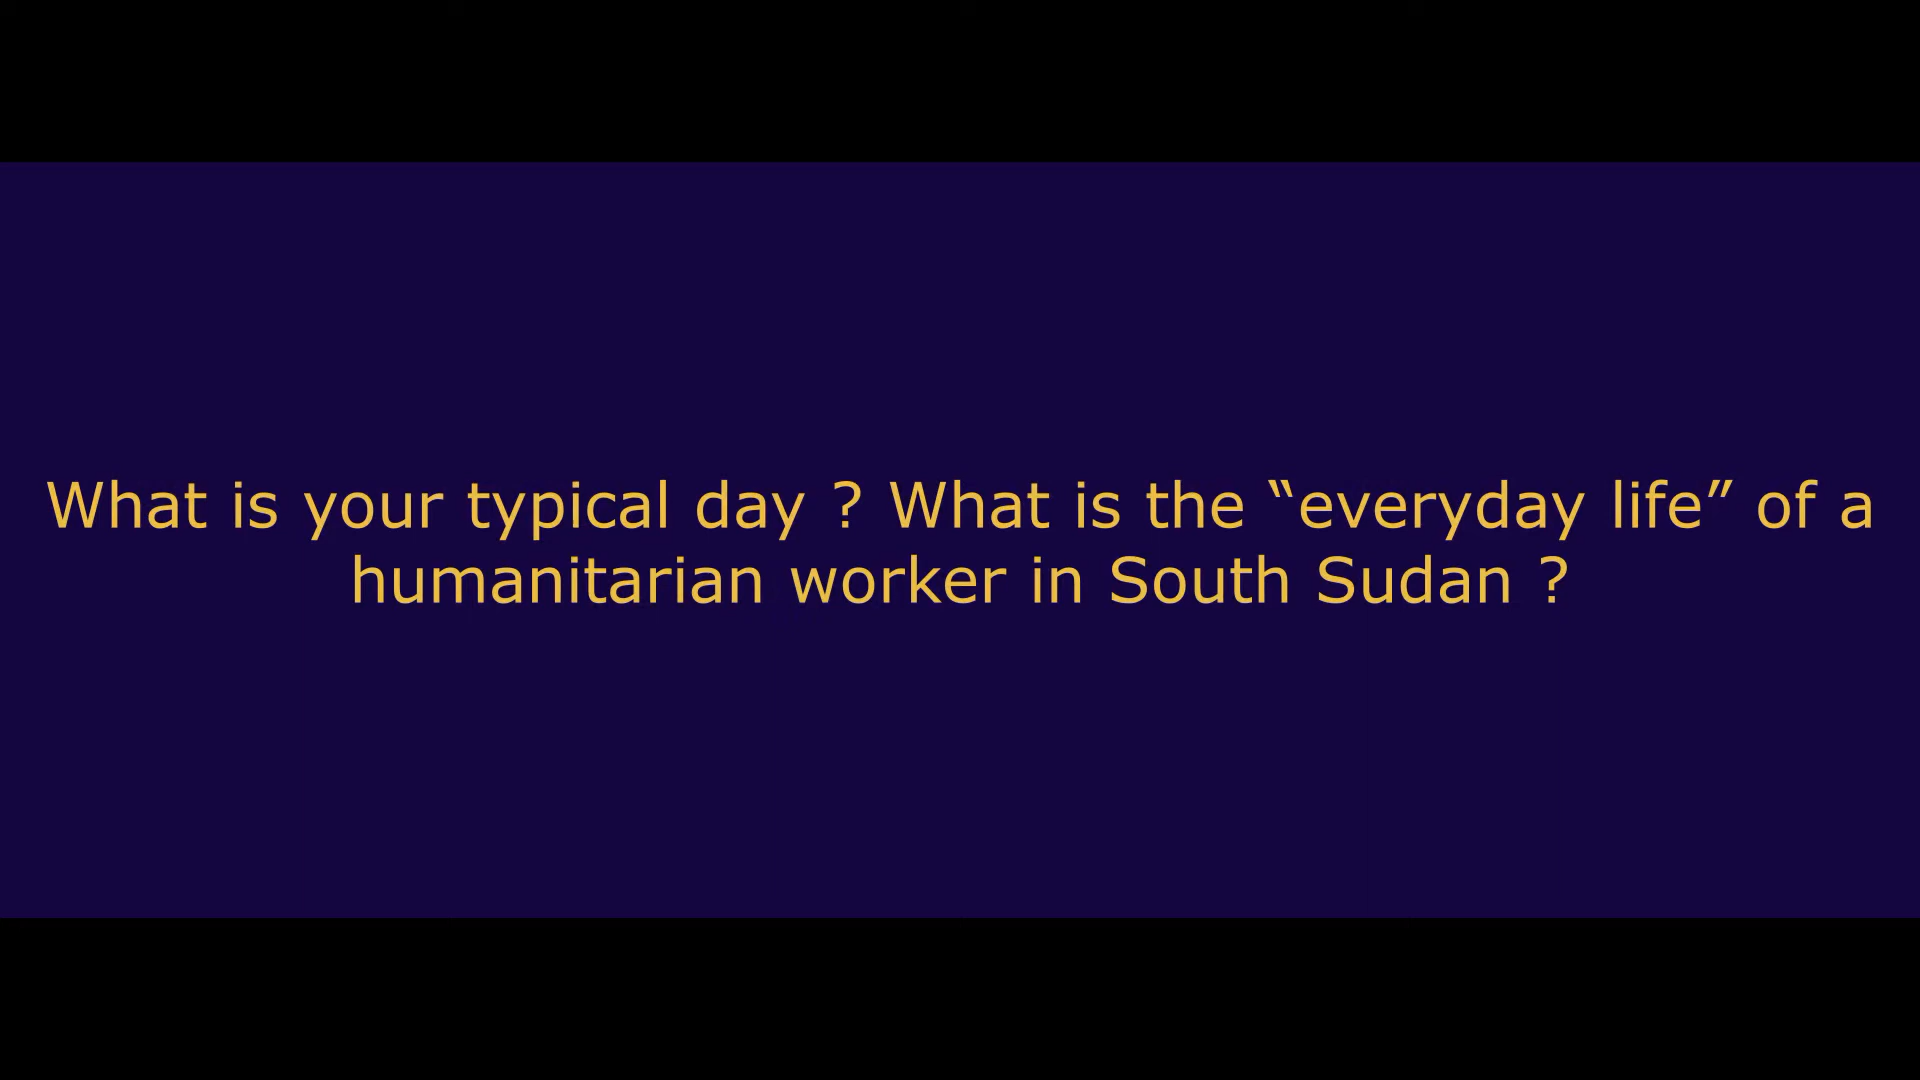 What is your typical day ? What is the “everyday life” of a
humanitarian worker in South Sudan ?